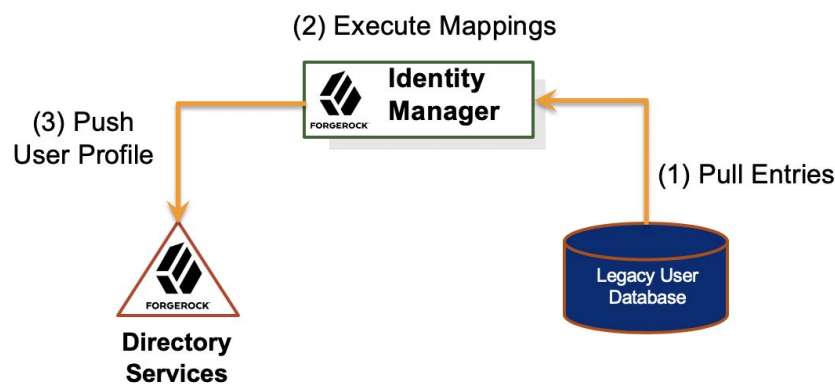 (2) Execute Mappings
Identity
Manager
FORGEROCK
(3) Push
User Profile
(1) Pull Entries
Legacy User
Database
FORGEROCK
Directory
Services